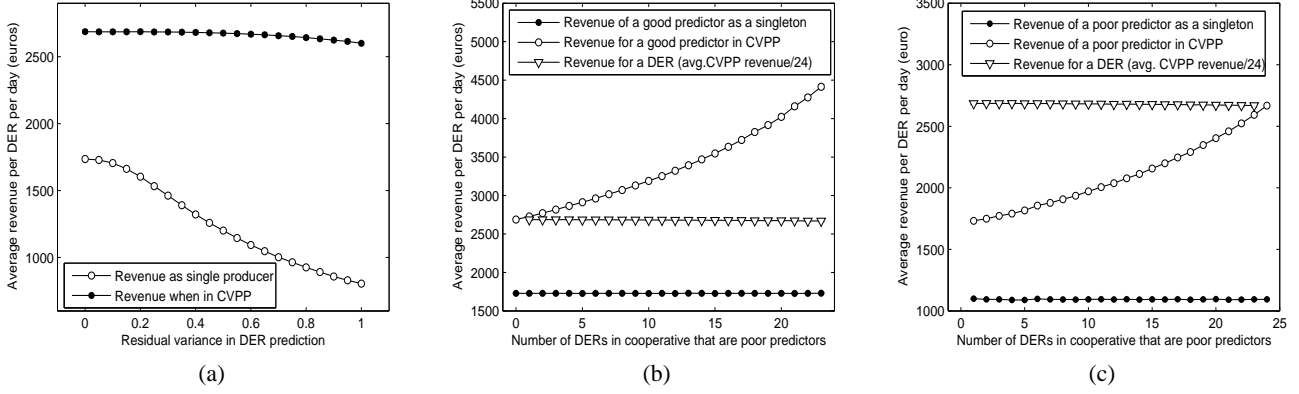 Average revenue per DER per day (euros)
2500
2000
1500
1000
Revenue as single producer
Revenue when in CVPP
0 0.2 0.4 0.6 0.8 1
Residual variance in DER prediction
(a)
Average revenue per DER per day (euros)
5500
5000
4500
4000
3500
3000
2500
2000
1500
Revenue of a good predictor as a singleton
Revenue for a good predictor in CVPP
Revenue for a DER (avg.CVPP revenue/24)
0 5 10 15 20
Number of DERs in cooperative that are poor predictors
(b)
Average revenue per DER per day (euro)
3500
3000
2500
2000
1500
1000
Revenue of a poor predictor as a singleton
Revenue of a poor predictor in CVPP
Revenue for a DER (avg. CVPP revenue/24)
0 5 10 15 20 25
Number of DERs in cooperative that are poor predictors
(c)